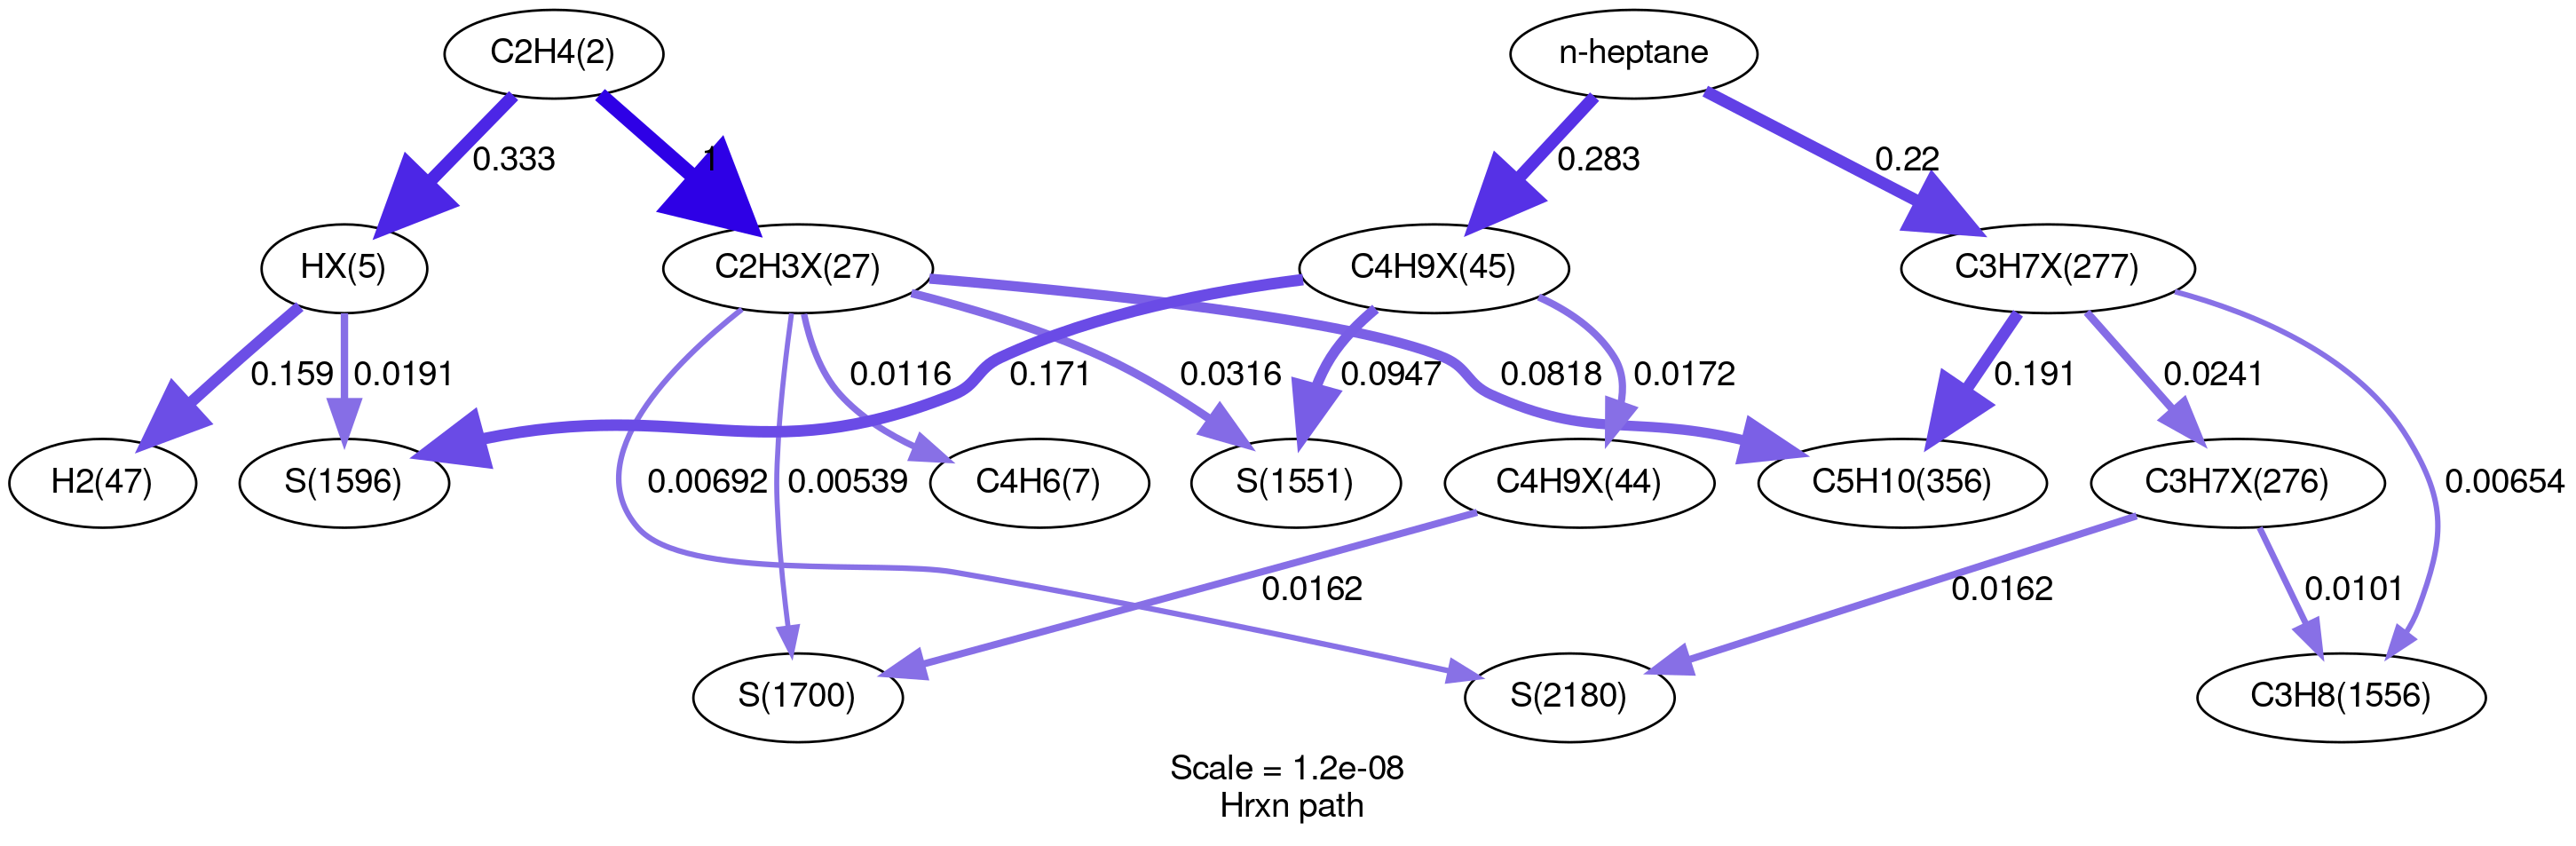 C2H4(2)
n-heptane
0.333
1
0.283
0.22
HX(5)
C2H3X(27)
C4H9X(45)
C3H7X(277)
0.159
0.0191
0.0116
0.171
0.0316
0.0947
0.0818
0.0172
0.191
0.0241
H2(47)
S(1596)
0.00692
0.00539
C4H6(7)
S(1551)
C4H9X(44)
C5H10(356)
C3H7X(276)
0.00654
0.0162
0.0162
0.0101
S(1700)
S(2180)
C3H8(1556)
Scale = 1.2e-08
Hrxn path